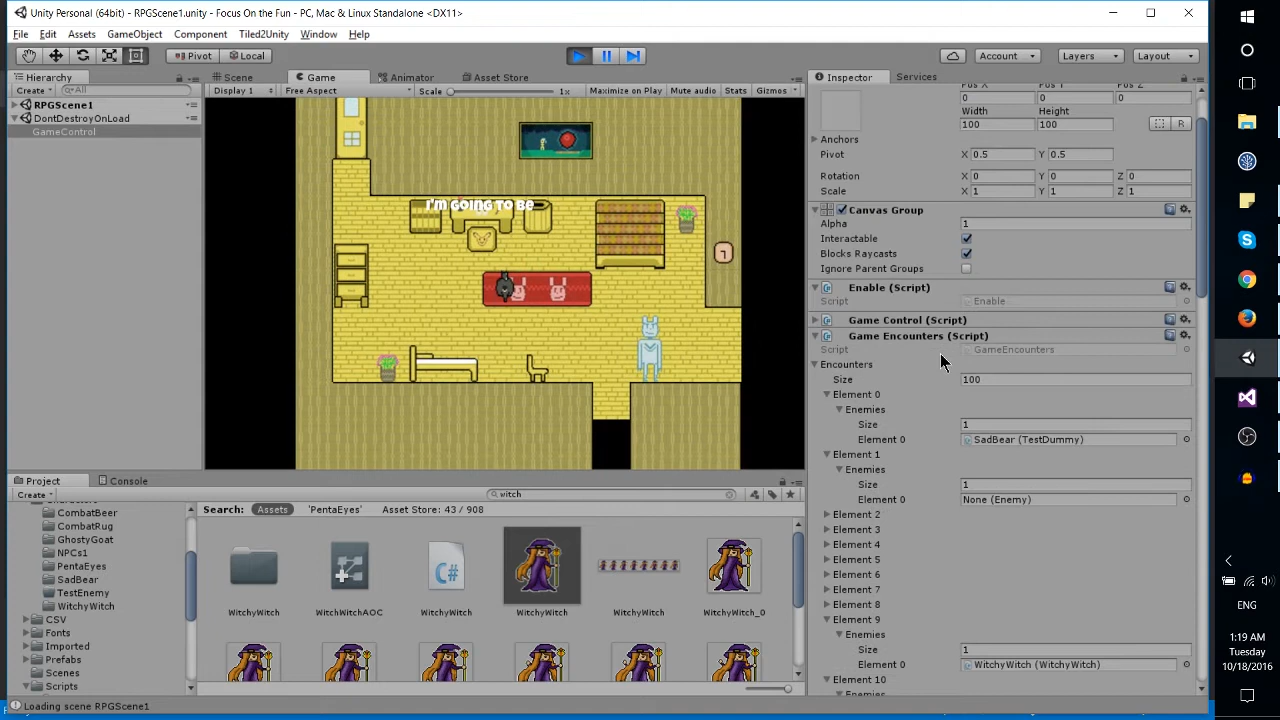 Unity Personal (64bit) - RPGScene1.unity - Focus On the Fun - PC, Mac & Linux Standalone <DX11>
File Edit Assets GameObject Component Tiled2Unity Window Help
Pivot Local Account Layers Layout
Hierarchy
Create All
RPGScene1
DontDestroyOnLoad
GameControl
Scene Game Animator Asset Store
Display 1 Free Aspect Scale 1x Maximize on Play Mute audio Stats Gizmos
I'M GOING TO BE
Inspector Services
Pos X Pos Y Pos Z
0 0 0
Width Height
100 100 R
Anchors
Pivot X 0.5 Y 0.5
Rotation X 0 Y 0 Z 0
Scale X 1 Y 1 Z 1
Canvas Group
Alpha 1
Interactable
Blocks Raycasts
Ignore Parent Groups
Enable (Script)
Script Enable
Game Control (Script)
Game Encounters (Script)
Script GameEncounters
Encounters
Size 100
Element 0
Enemies
Size 1
Element 0 SadBear (TestDummy)
Element 1
Enemies
Size 1
Element 0 None (Enemy)
Element 2
Element 3
Element 4
Element 5
Element 6
Element 7
Element 8
Element 9
Enemies
Size 1
Element 0 WitchyWitch (WitchyWitch)
Element 10
Project Console
Create witch
CombatBeer
CombatBug
GhostyGoat
NPCs1
PentaEyes
SadBear
TestEnemy
WitchyWitch
CSV
Fonts
Imported
Prefabs
Scenes
Scripts
Search: Assets 'PentaEyes' Asset Store: 43 / 908
C#
WitchyWitch WitchWitchAOC WitchyWitch WitchyWitch WitchyWitch WitchyWitch_0
Loading scene RPGScene1
ENG
1:19 AM
Tuesday
10/18/2016